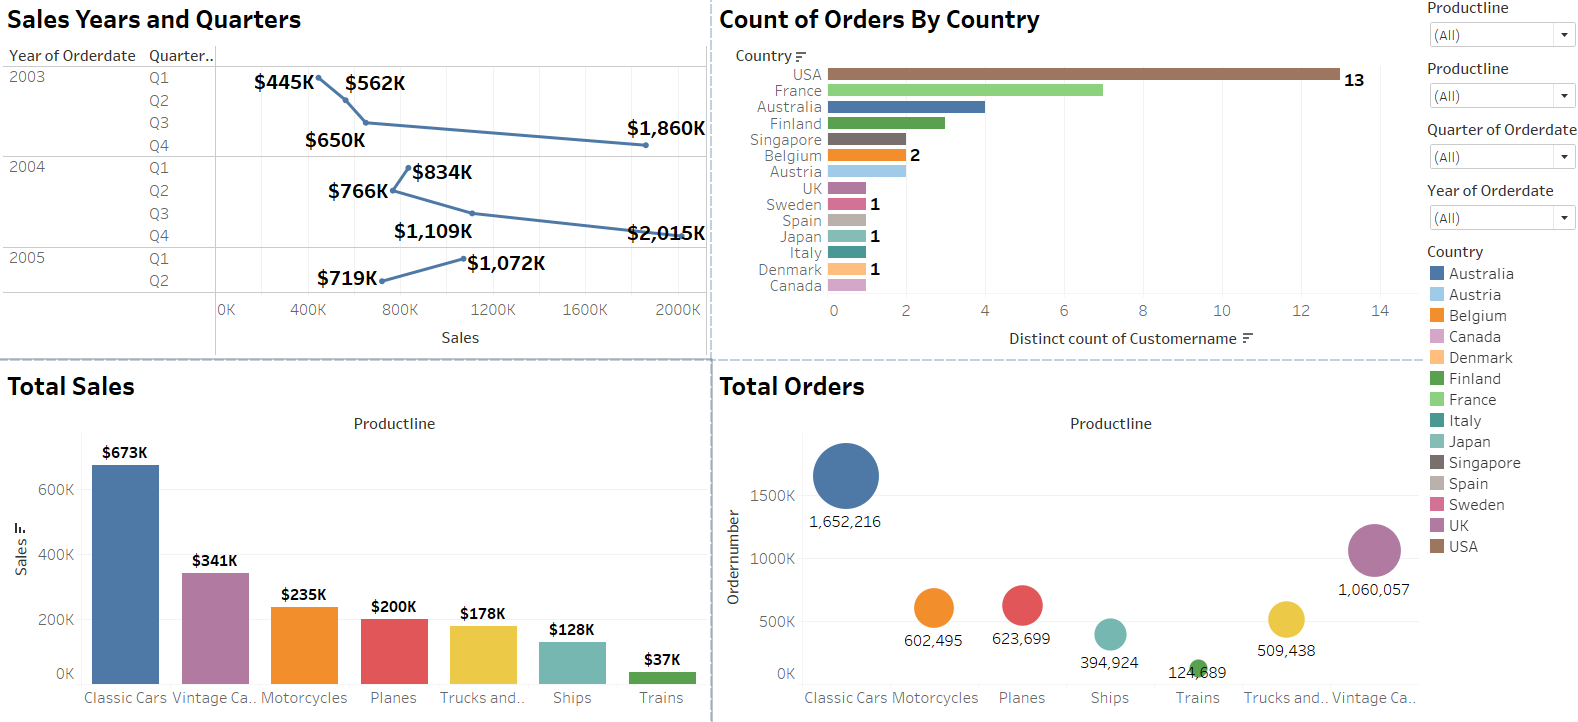 Sales Years and Quarters
Year of Orderdate Quarter..
2003 Q1 $445K
Q2 $562K
Q3 $650K
Q4 $1,860K
2004 Q1 $834K
Q2 $766K
Q3 $1,109K
Q4 $2,015K
2005 Q1 $1,072K
Q2 $719K
0K 400K 800K 1200K 1600K 2000K
Sales
Count of Orders By Country
Country
USA 13
France
Australia
Finland
Singapore
Belgium 2
Austria
UK
Sweden 1
Spain
Japan 1
Italy
Denmark 1
Canada
0 2 4 6 8 10 12 14
Distinct count of Customername
Productline
(All)
Productline
(All)
Quarter of Orderdate
(All)
Year of Orderdate
(All)
Country
Australia
Austria
Belgium
Canada
Denmark
Finland
France
Italy
Japan
Singapore
Spain
Sweden
UK
USA
Total Sales
Productline
Sales
600K
400K
200K
0K
$673K
$341K
$235K
$200K
$178K
$128K
$37K
Classic Cars Vintage Ca.. Motorcycles Planes Trucks and.. Ships Trains
Total Orders
Productline
Ordernumber
1500K
1000K
500K
0K
1,652,216
602,495
623,699
394,924
124,689
509,438
1,060,057
Classic Cars Motorcycles Planes Ships Trains Trucks and.. Vintage Ca..